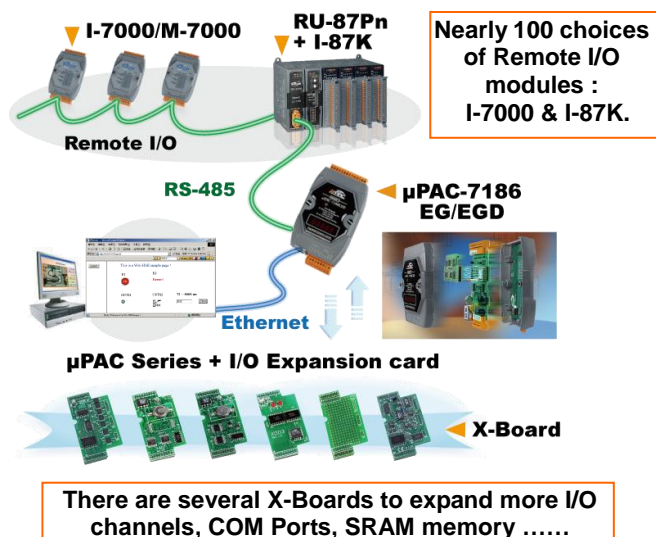 I-7000/M-7000
RU-87Pn
+ I-87K
Nearly 100 choices
of Remote I/O
modules :
I-7000 & I-87K.
Remote I/O
RS-485
µPAC-7186
EG/EGD
Ethernet
µPAC Series + I/O Expansion card
X-Board
There are several X-Boards to expand more I/O
channels, COM Ports, SRAM memory ......